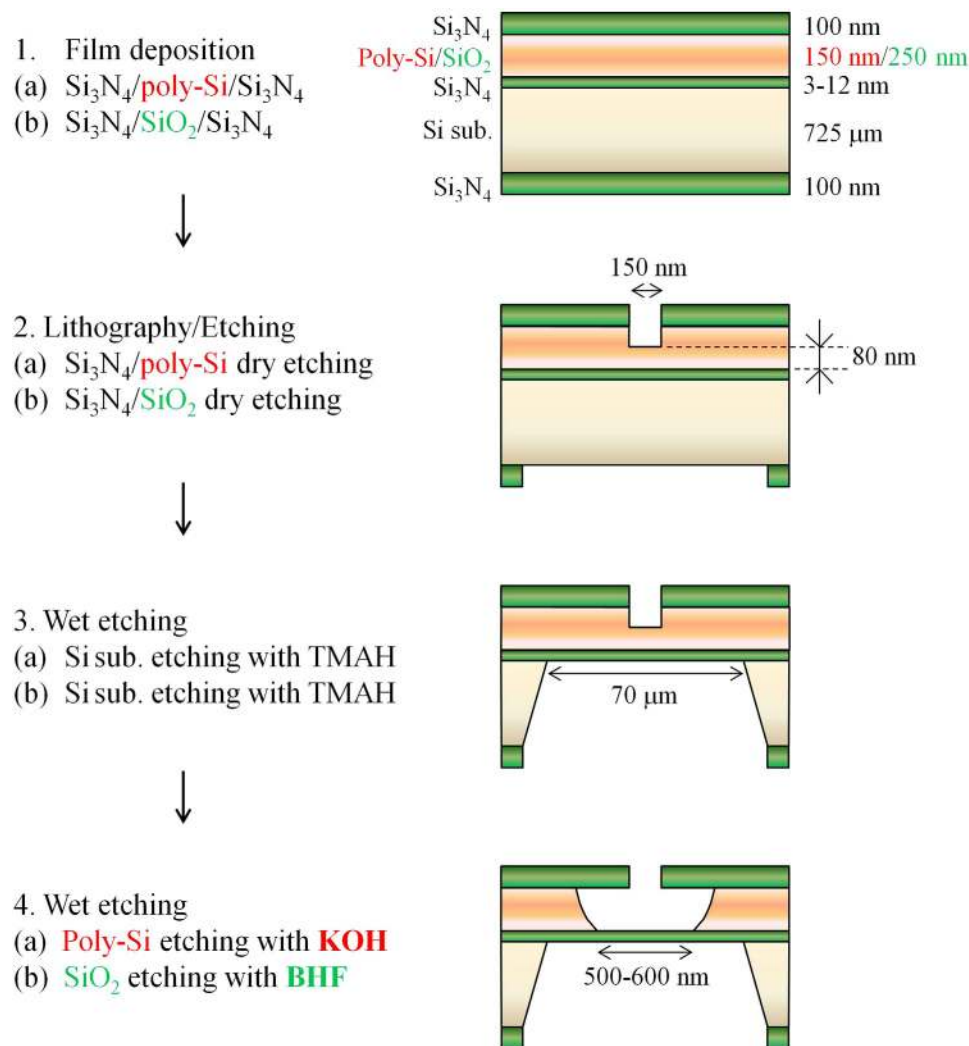 1. Film deposition
(a) Si₃N₄/poly-Si/Si₃N₄
(b) Si₃N₄/SiO₂/Si₃N₄
Si₃N₄ 100 nm
Poly-Si/SiO₂ 150 nm/250 nm
Si₃N₄ 3-12 nm
Si sub. 725 μm
Si₃N₄ 100 nm
2. Lithography/Etching
(a) Si₃N₄/poly-Si dry etching
(b) Si₃N₄/SiO₂ dry etching
150 nm
80 nm
3. Wet etching
(a) Si sub. etching with TMAH
(b) Si sub. etching with TMAH
70 μm
4. Wet etching
(a) Poly-Si etching with KOH
(b) SiO₂ etching with BHF
500-600 nm